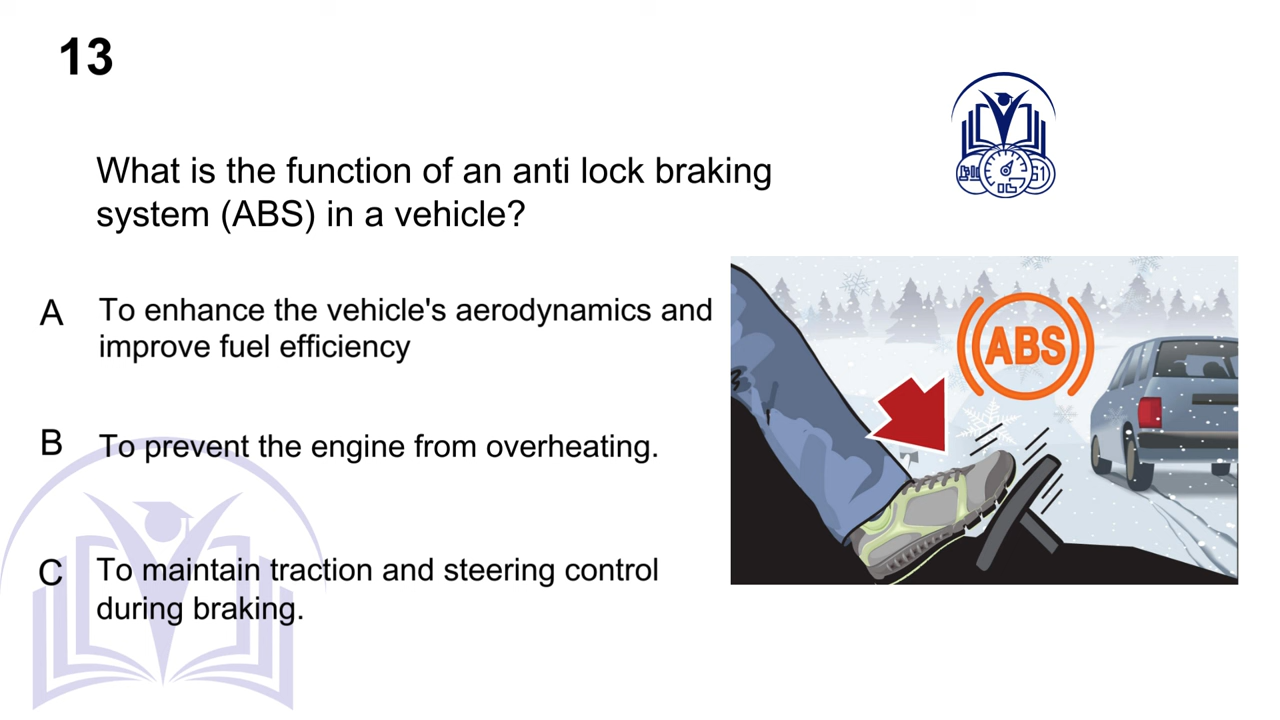 13
What is the function of an anti lock braking
system (ABS) in a vehicle?
A To enhance the vehicle's aerodynamics and
improve fuel efficiency
B To prevent the engine from overheating.
C To maintain traction and steering control
during braking.
ABS